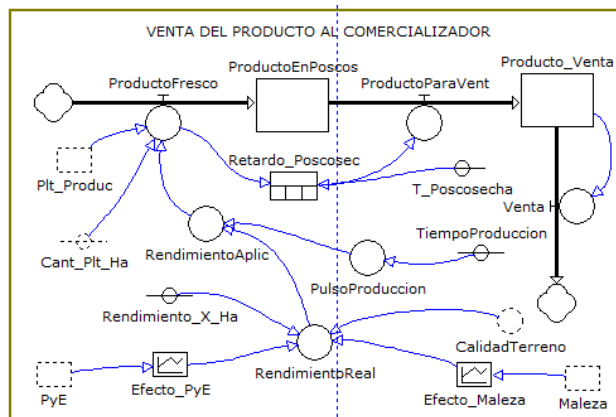 VENTA DEL PRODUCTO AL COMERCIALIZADOR
ProductoFresco
ProductoEnPoscos
ProductoParaVent
Producto_Venta
Plt_Produc
Retardo_Poscosec
T_Poscosecha
Venta H
Cant_Plt_Ha
RendimientoAplic
TiempoProduccion
PulsoProduccion
Rendimiento_X_Ha
CalidadTerreno
RendimientoReal
PyE
Efecto_PyE
Efecto_Maleza
Maleza